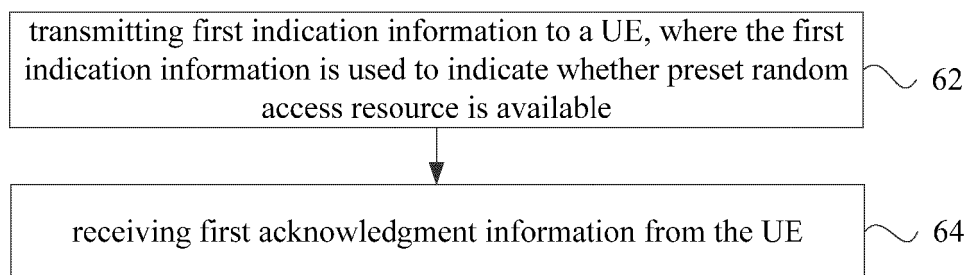 transmitting first indication information to a UE, where the first
indication information is used to indicate whether preset random
access resource is available
62
receiving first acknowledgment information from the UE
64